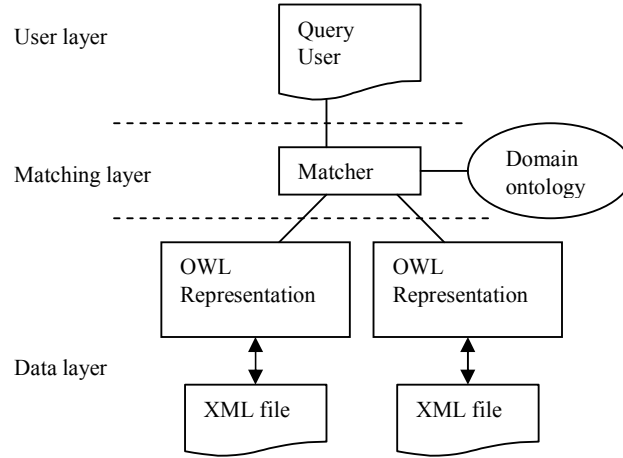 User layer
Query
User
Matching layer
Matcher
Domain
ontology
OWL
Representation
OWL
Representation
Data layer
XML file
XML file